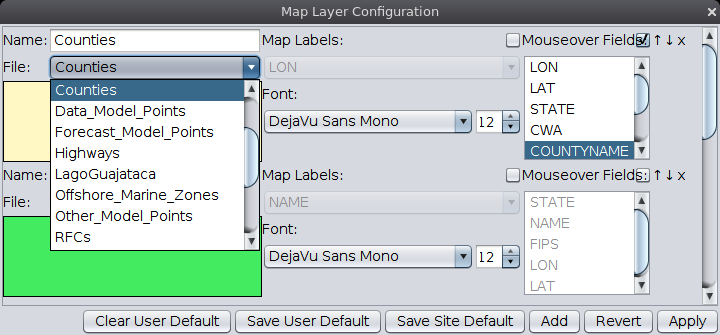 Map Layer Configuration
Name: Counties Map Labels: Mouseover Fields: ↑ ↓ x
File: Counties LON LON
LAT
STATE
CWA
COUNTYNAME
Font:
DejaVu Sans Mono 12
Counties
Data_Model_Points
Forecast_Model_Points
Highways
LagoGuajataca
Offshore_Marine_Zones
Other_Model_Points
RFCs
Name: Map Labels: Mouseover Fields: ↑ ↓ x
File: NAME STATE
NAME
FIPS
LON
LAT
Font:
DejaVu Sans Mono 12
Clear User Default Save User Default Save Site Default Add Revert Apply